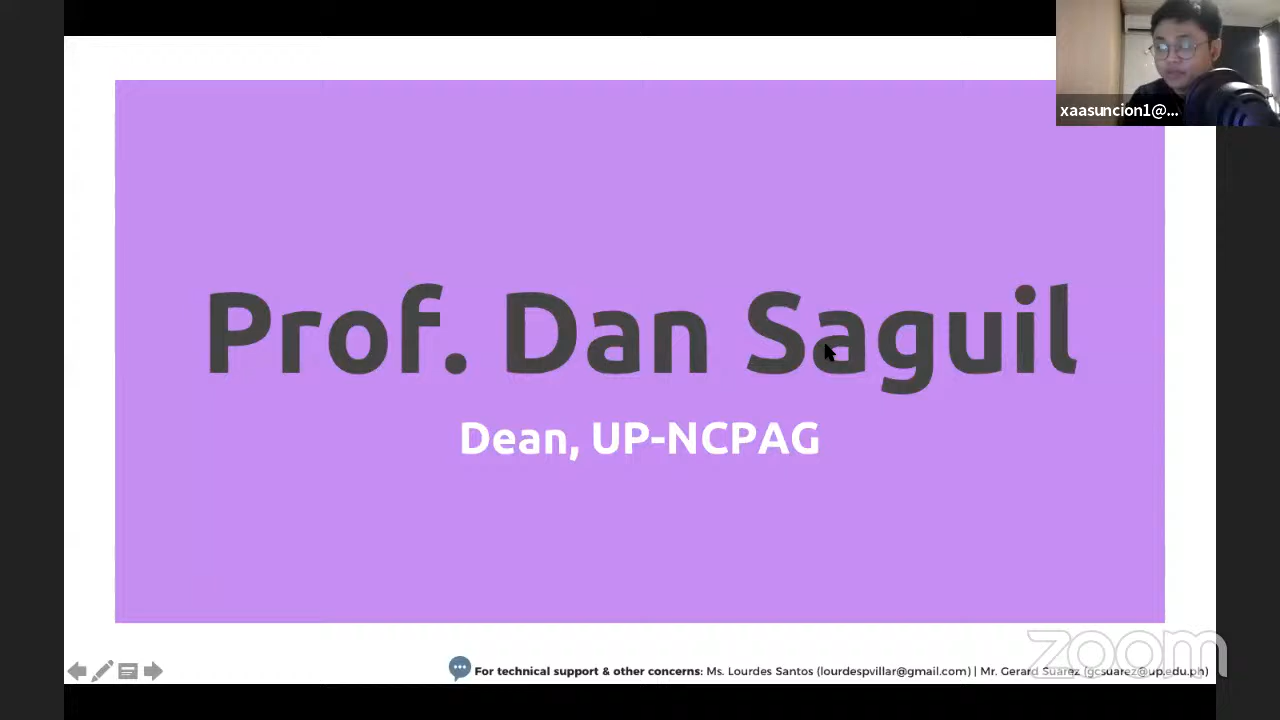 xaasuncion1@...
Prof. Dan Saguil
Dean, UP-NCPAG
zoom
For technical support & other concerns: Ms. Lourdes Santos (lourdespvillar@gmail.com) | Mr. Gerard Suarez (gcsuarez@up.edu.ph)